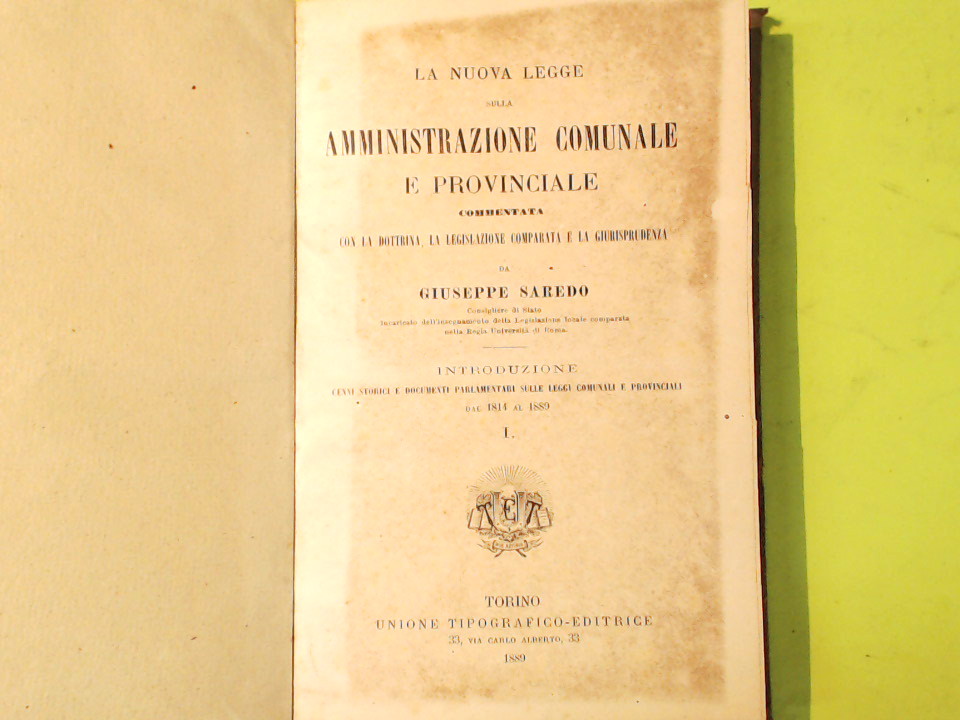 LA NUOVA LEGGE
SULLA
AMMINISTRAZIONE COMUNALE
E PROVINCIALE
COMMENTATA
CON LA DOTTRINA, LA LEGISLAZIONE COMPARATA E LA GIURISPRUDENZA
DA
GIUSEPPE SAREDO
Consigliere di Stato
Incaricato dell'insegnamento della Legislazione locale comparata
nella Regia Università di Roma.
INTRODUZIONE
CENNI STORICI E DOCUMENTI PARLAMENTARI SULLE LEGGI COMUNALI E PROVINCIALI
DAL 1814 AL 1889
I.
TET
TORINO
UNIONE TIPOGRAFICO-EDITRICE
33, VIA CARLO ALBERTO, 33
1889